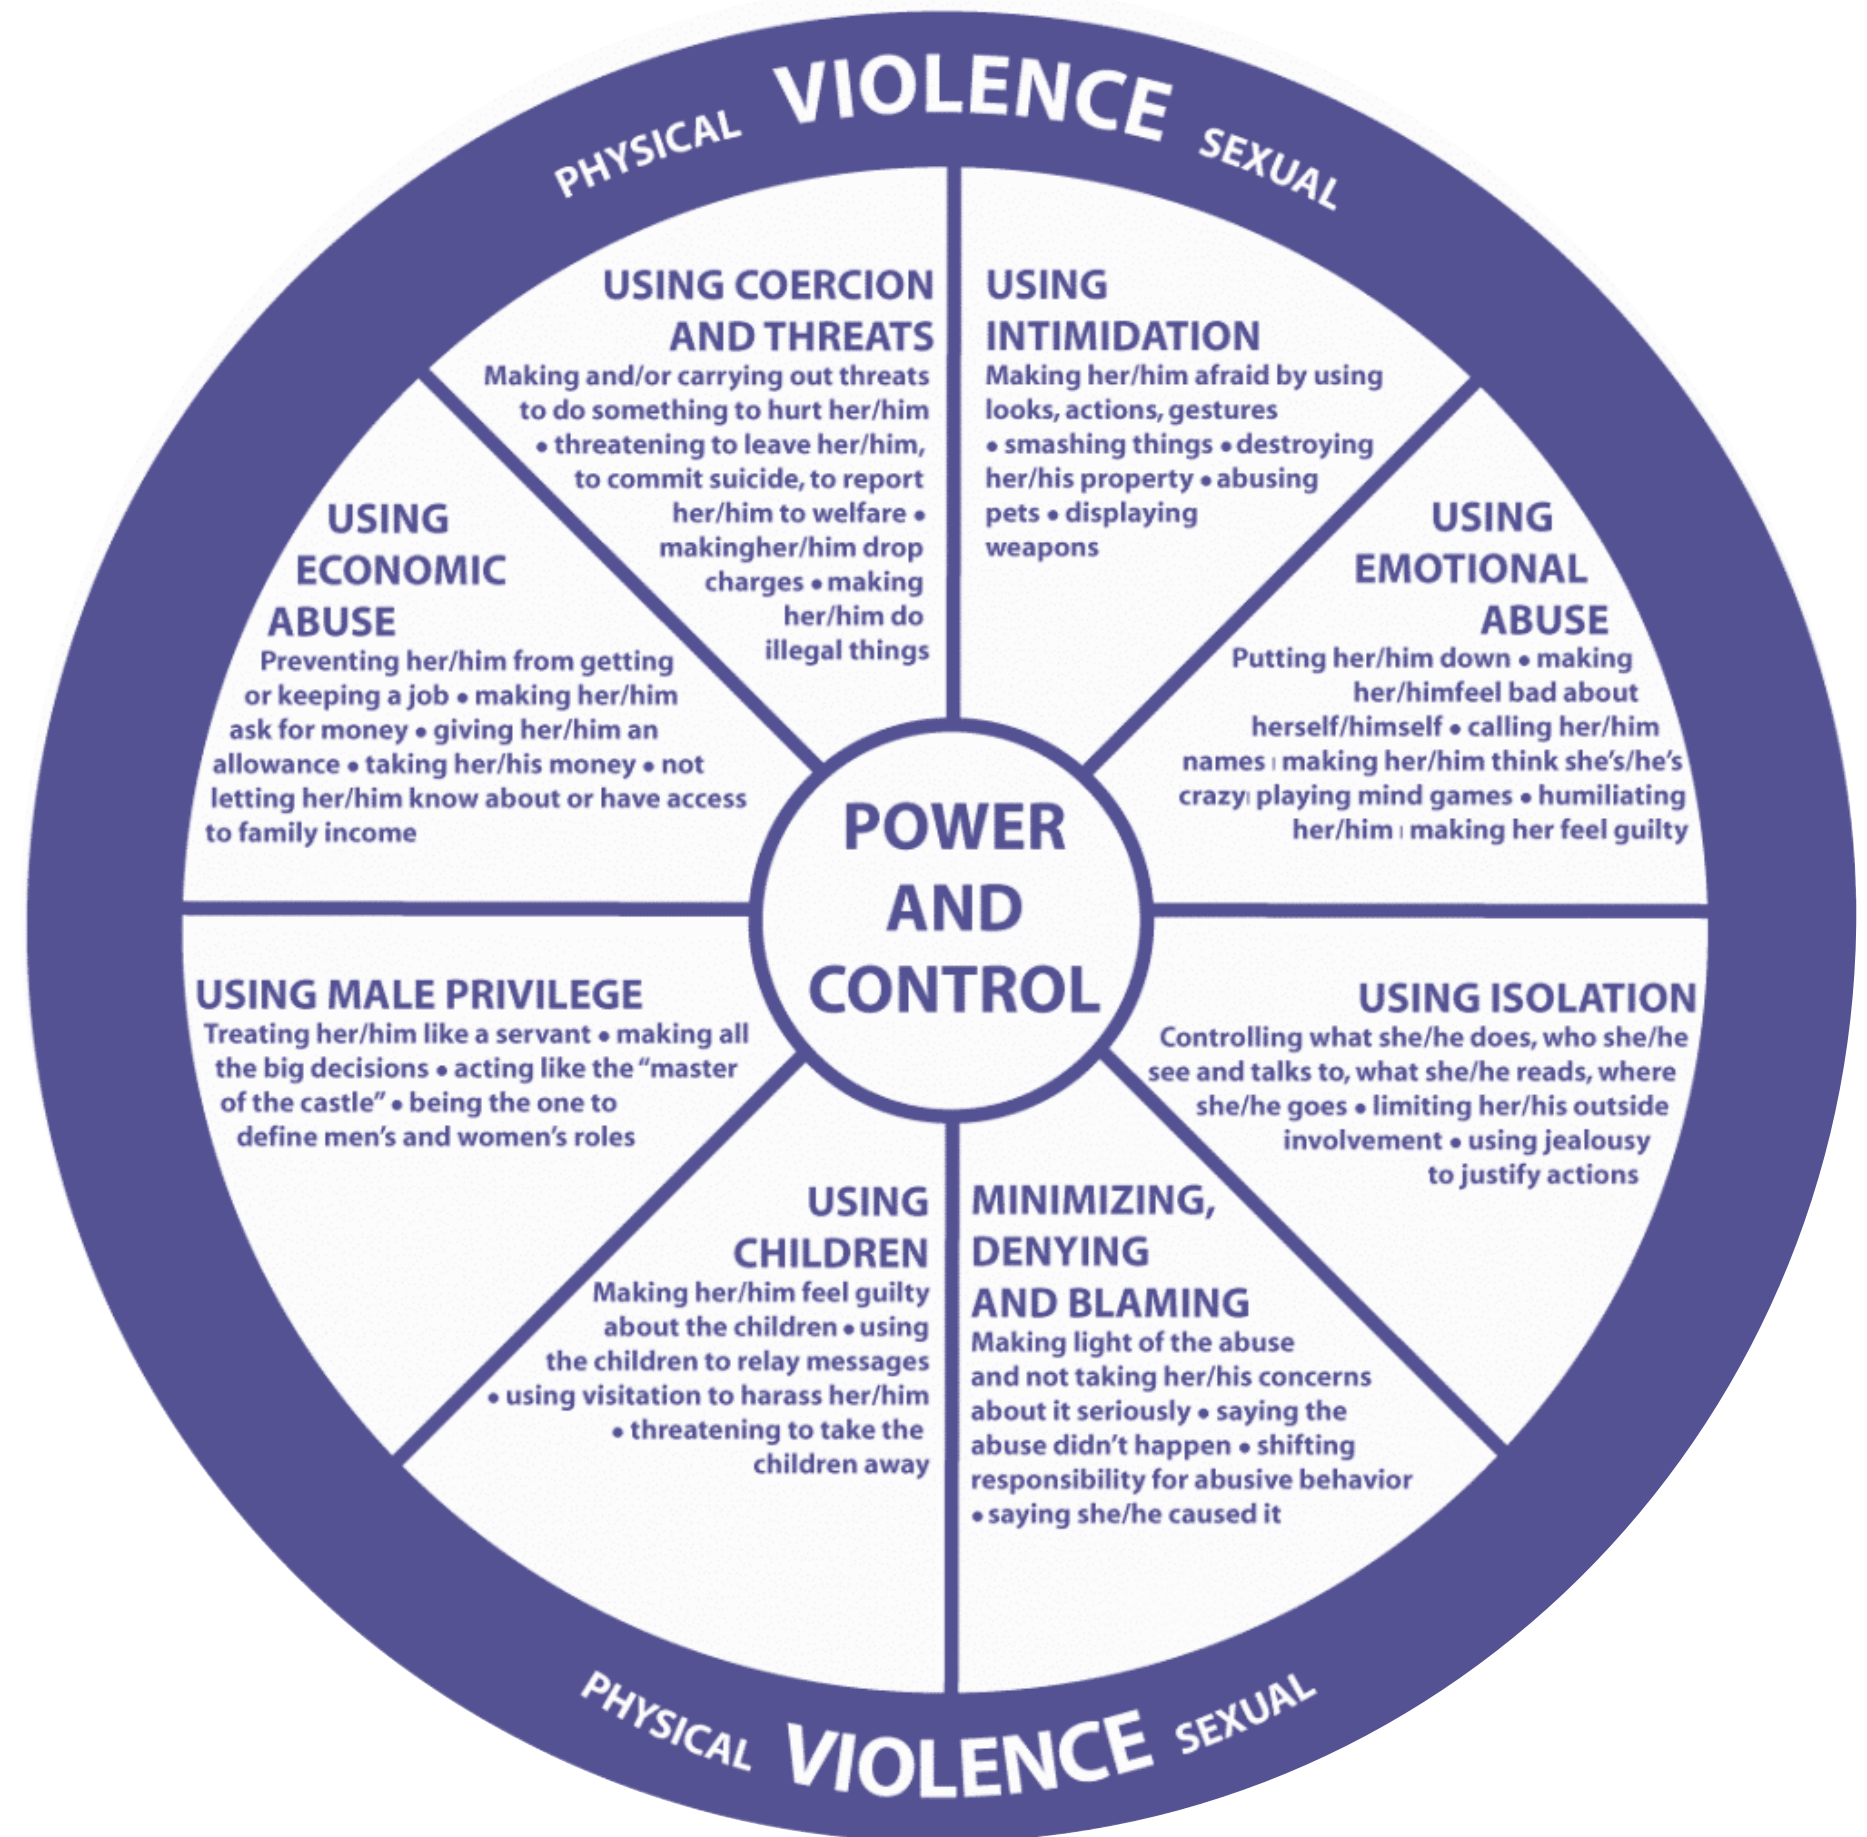 PHYSICAL VIOLENCE SEXUAL
USING COERCION
AND THREATS
Making and/or carrying out threats
to do something to hurt her/him
• threatening to leave her/him,
to commit suicide, to report
her/him to welfare •
makingher/him drop
charges • making
her/him do
illegal things
USING
INTIMIDATION
Making her/him afraid by using
looks, actions, gestures
• smashing things • destroying
her/his property • abusing
pets • displaying
weapons
USING
EMOTIONAL
ABUSE
Putting her/him down • making
her/himfeel bad about
herself/himself • calling her/him
names ı making her/him think she’s/he’s
crazyı playing mind games • humiliating
her/him ı making her feel guilty
USING ISOLATION
Controlling what she/he does, who she/he
see and talks to, what she/he reads, where
she/he goes • limiting her/his outside
involvement • using jealousy
to justify actions
MINIMIZING,
DENYING
AND BLAMING
Making light of the abuse
and not taking her/his concerns
about it seriously • saying the
abuse didn’t happen • shifting
responsibility for abusive behavior
• saying she/he caused it
USING
CHILDREN
Making her/him feel guilty
about the children • using
the children to relay messages
• using visitation to harass her/him
• threatening to take the
children away
USING MALE PRIVILEGE
Treating her/him like a servant • making all
the big decisions • acting like the “master
of the castle” • being the one to
define men’s and women’s roles
USING
ECONOMIC
ABUSE
Preventing her/him from getting
or keeping a job • making her/him
ask for money • giving her/him an
allowance • taking her/his money • not
letting her/him know about or have access
to family income
POWER
AND
CONTROL
PHYSICAL VIOLENCE SEXUAL